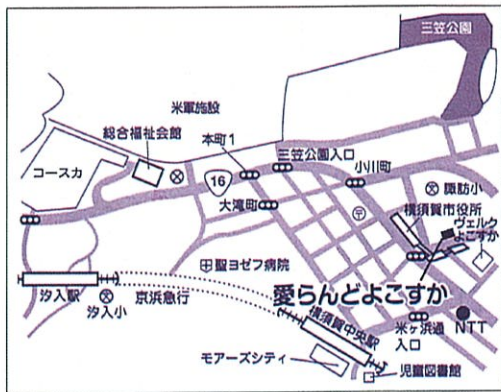 三笠公園
米軍施設
総合福祉会館
本町1
三笠公園入口
コースカ
16
小川町
諏訪小
大滝町
横須賀市役所
ヴェルク
よこすか
聖ヨゼフ病院
愛らんどよこすか
汐入駅
京浜急行
汐入小
横須賀中央駅
米ヶ浜通
入口
NTT
モアーズシティ
児童図書館